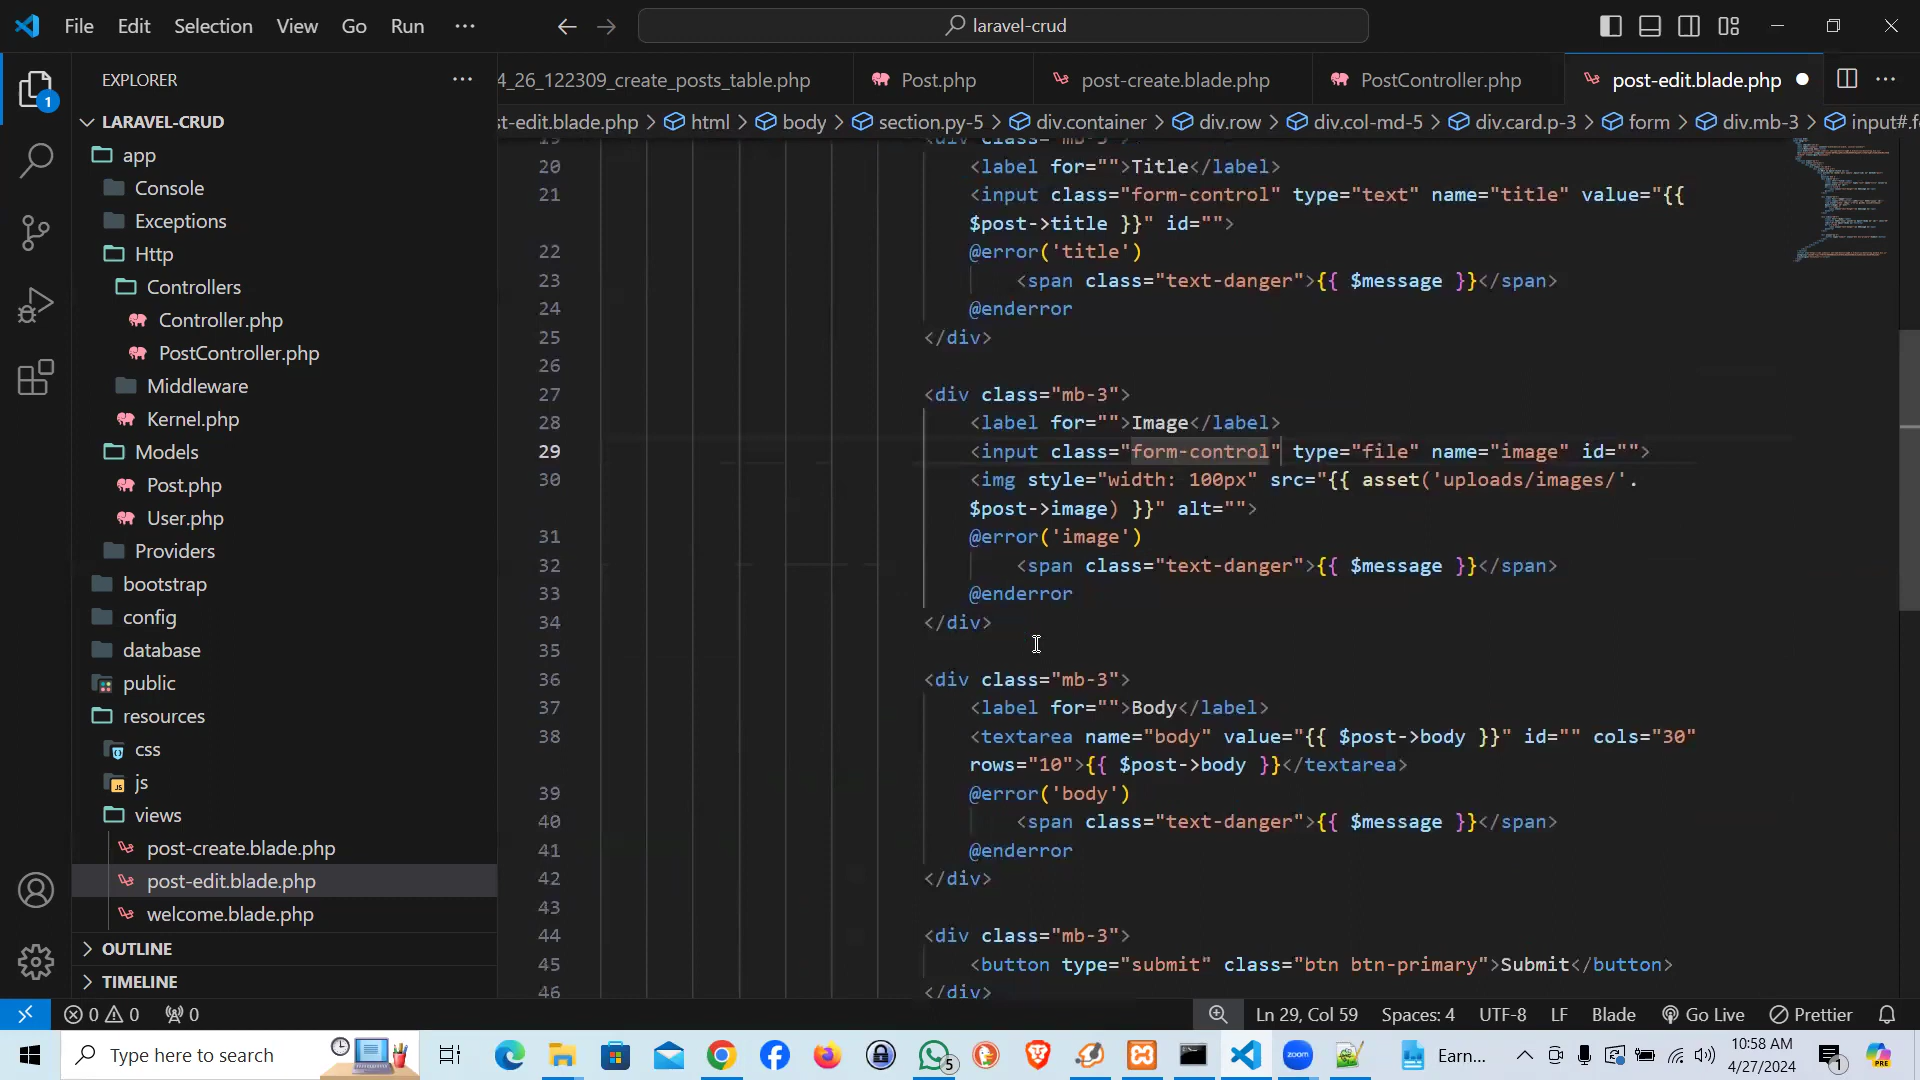 File Edit Selection View Go Run ··· laravel-crud
EXPLORER
LARAVEL-CRUD
app
Console
Exceptions
Http
Controllers
Controller.php
PostController.php
Middleware
Kernel.php
Models
Post.php
User.php
Providers
bootstrap
config
database
public
resources
css
js
views
post-create.blade.php
post-edit.blade.php
welcome.blade.php
OUTLINE
TIMELINE
4_26_122309_create_posts_table.php Post.php post-create.blade.php PostController.php post-edit.blade.php
st-edit.blade.php > html > body > section.py-5 > div.container > div.row > div.col-md-5 > div.card.p-3 > form > div.mb-3 > input#.f
19 <div class="mb-3">
20 <label for="">Title</label>
21 <input class="form-control" type="text" name="title" value="{{
$post->title }}" id="">
22 @error('title')
23 <span class="text-danger">{{ $message }}</span>
24 @enderror
25 </div>
26
27 <div class="mb-3">
28 <label for="">Image</label>
29 <input class="form-control" type="file" name="image" id="">
30 <img style="width: 100px" src="{{ asset('uploads/images/'.
$post->image) }}" alt="">
31 @error('image')
32 <span class="text-danger">{{ $message }}</span>
33 @enderror
34 </div>
35
36 <div class="mb-3">
37 <label for="">Body</label>
38 <textarea name="body" value="{{ $post->body }}" id="" cols="30"
rows="10">{{ $post->body }}</textarea>
39 @error('body')
40 <span class="text-danger">{{ $message }}</span>
41 @enderror
42 </div>
43
44 <div class="mb-3">
45 <button type="submit" class="btn btn-primary">Submit</button>
46 </div>
0 0 0 Ln 29, Col 59 Spaces: 4 UTF-8 LF Blade Go Live Prettier
Type here to search 5 zoom Earn... 10:58 AM
4/27/2024
1
PRE